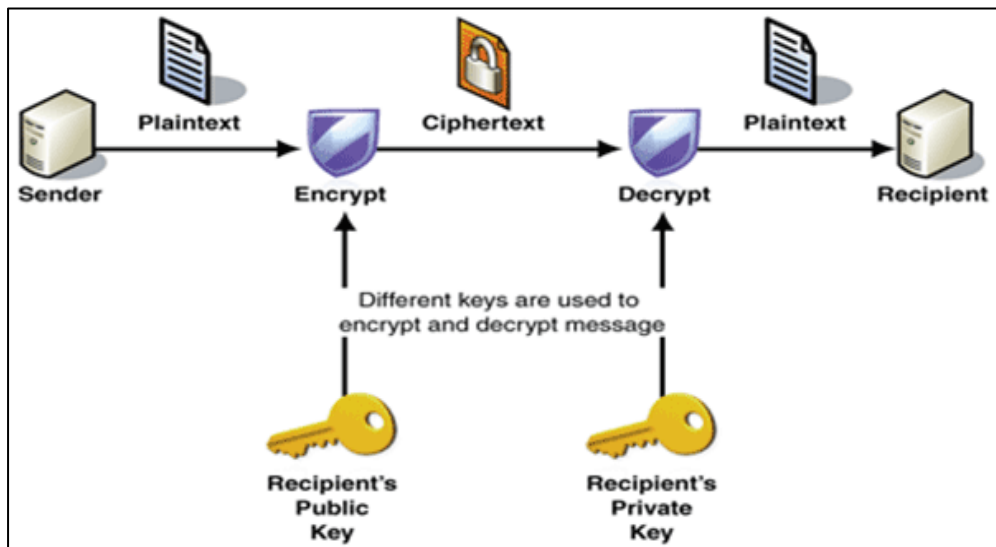 Plaintext
Ciphertext
Plaintext
Sender
Encrypt
Decrypt
Recipient
Different keys are used to
encrypt and decrypt message
Recipient's
Public
Key
Recipient's
Private
Key